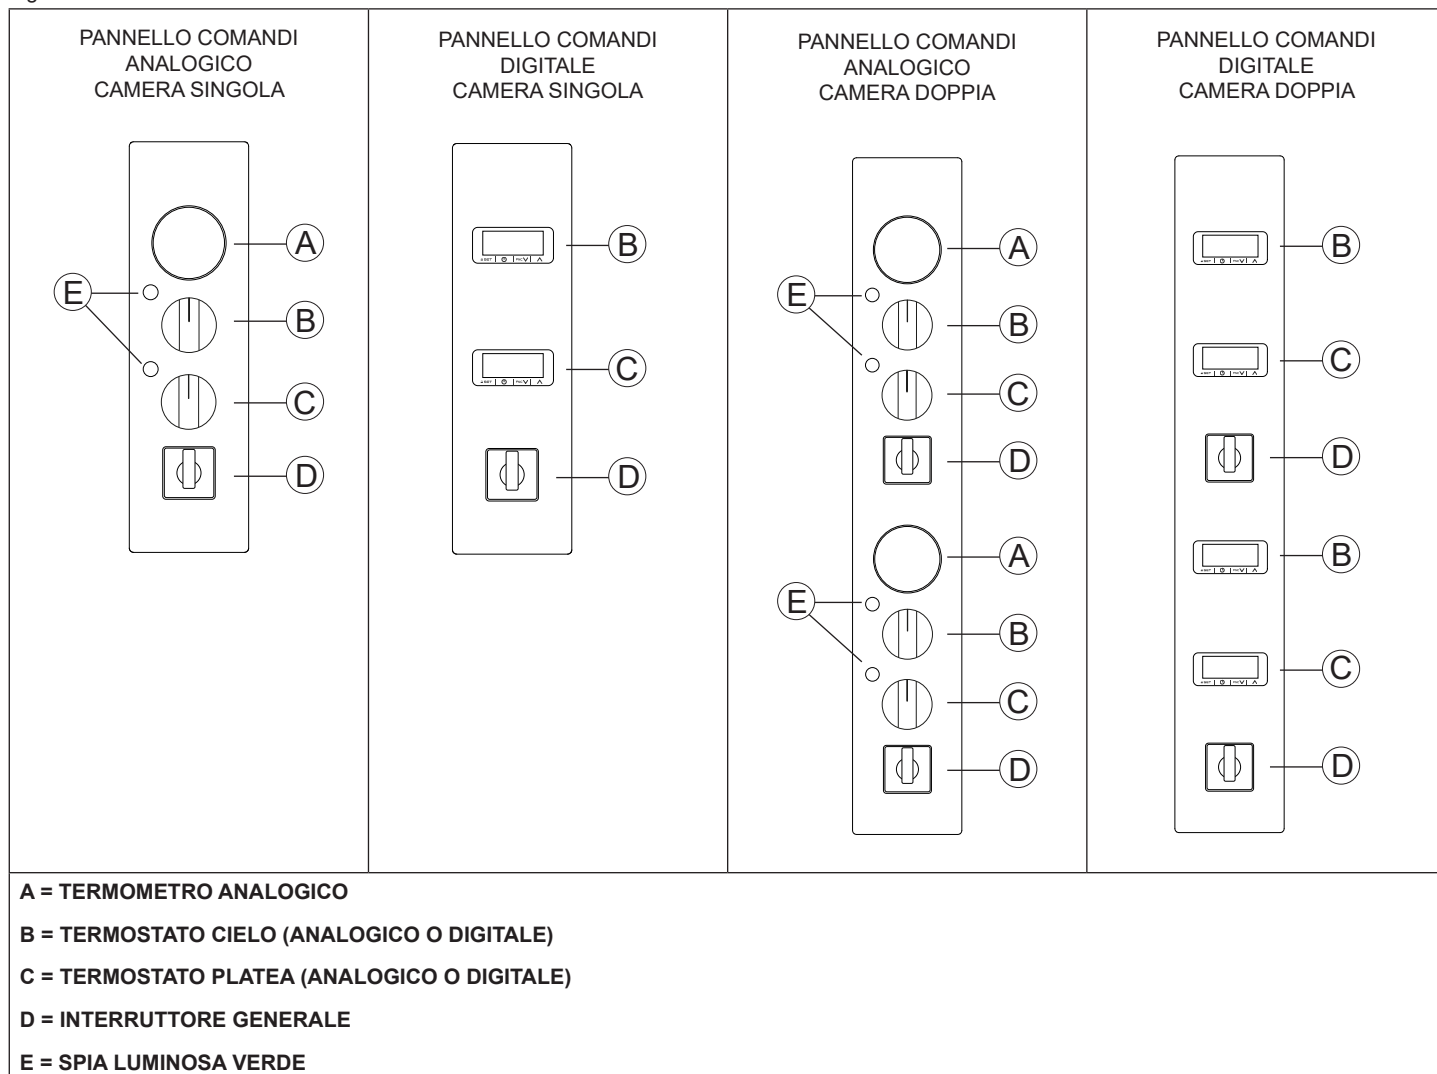 PANNELLO COMANDI
ANALOGICO
CAMERA SINGOLA
A
E
B
C
D
PANNELLO COMANDI
DIGITALE
CAMERA SINGOLA
B
C
D
PANNELLO COMANDI
ANALOGICO
CAMERA DOPPIA
A
E
B
C
D
A
E
B
C
D
PANNELLO COMANDI
DIGITALE
CAMERA DOPPIA
B
C
D
B
C
D
A = TERMOMETRO ANALOGICO
B = TERMOSTATO CIELO (ANALOGICO O DIGITALE)
C = TERMOSTATO PLATEA (ANALOGICO O DIGITALE)
D = INTERRUTTORE GENERALE
E = SPIA LUMINOSA VERDE